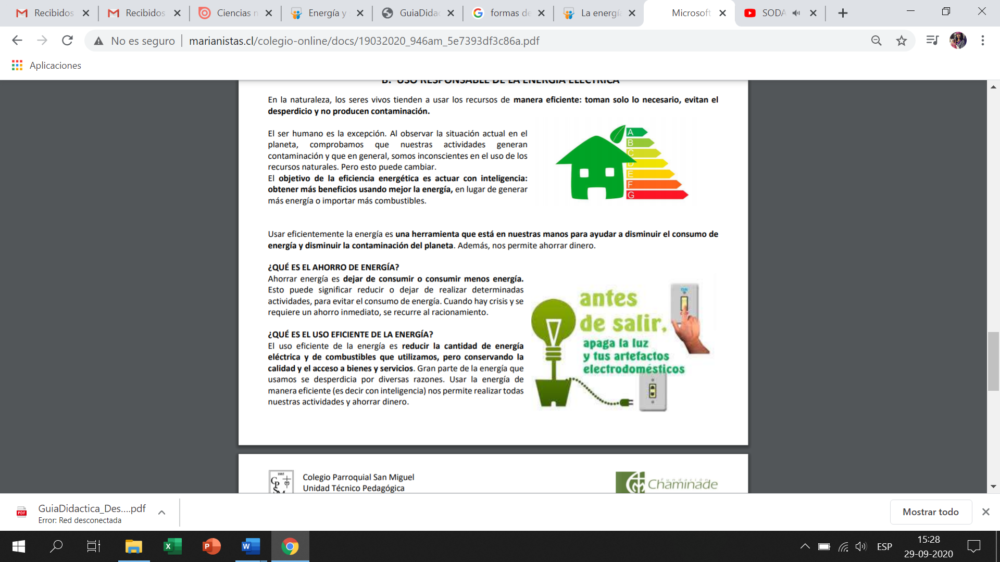 Recibidos
Recibidos
Ciencias n
Energía y
GuiaDidac
formas de
La energía
Microsoft
SODA
No es seguro
marianistas.cl/colegio-online/docs/19032020_946am_5e7393df3c86a.pdf
Aplicaciones
B. USO RESPONSABLE DE LA ENERGÍA ELÉCTRICA
En la naturaleza, los seres vivos tienden a usar los recursos de manera eficiente: toman solo lo necesario, evitan el
desperdicio y no producen contaminación.
El ser humano es la excepción. Al observar la situación actual en el
planeta, comprobamos que nuestras actividades generan
contaminación y que en general, somos inconscientes en el uso de los
recursos naturales. Pero esto puede cambiar.
El objetivo de la eficiencia energética es actuar con inteligencia:
obtener más beneficios usando mejor la energía, en lugar de generar
más energía o importar más combustibles.
A
B
C
D
E
F
G
Usar eficientemente la energía es una herramienta que está en nuestras manos para ayudar a disminuir el consumo de
energía y disminuir la contaminación del planeta. Además, nos permite ahorrar dinero.
¿QUÉ ES EL AHORRO DE ENERGÍA?
Ahorrar energía es dejar de consumir o consumir menos energía.
Esto puede significar reducir o dejar de realizar determinadas
actividades, para evitar el consumo de energía. Cuando hay crisis y se
requiere un ahorro inmediato, se recurre al racionamiento.
¿QUÉ ES EL USO EFICIENTE DE LA ENERGÍA?
El uso eficiente de la energía es reducir la cantidad de energía
eléctrica y de combustibles que utilizamos, pero conservando la
calidad y el acceso a bienes y servicios. Gran parte de la energía que
usamos se desperdicia por diversas razones. Usar la energía de
manera eficiente (es decir con inteligencia) nos permite realizar todas
nuestras actividades y ahorrar dinero.
antes
de salir,
apaga la luz
y tus artefactos
electrodomésticos
1885
CPSM
Colegio Parroquial San Miguel
Unidad Técnico Pedagógica
Fundación
Chaminade
PDF
GuiaDidactica_Des....pdf
Error: Red desconectada
Mostrar todo
ESP
15:28
29-09-2020